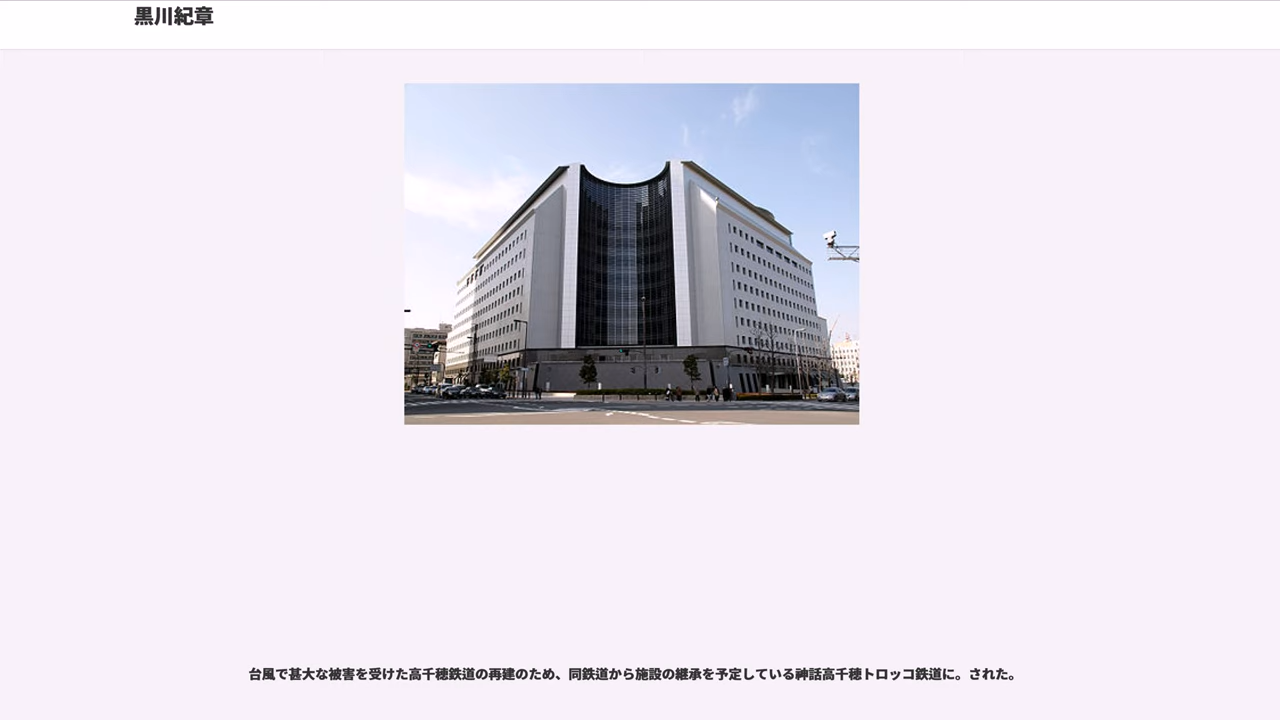 黒川紀章
台風で甚大な被害を受けた高千穂鉄道の再建のため、同鉄道から施設の継承を予定している神話高千穂トロッコ鉄道に。された。